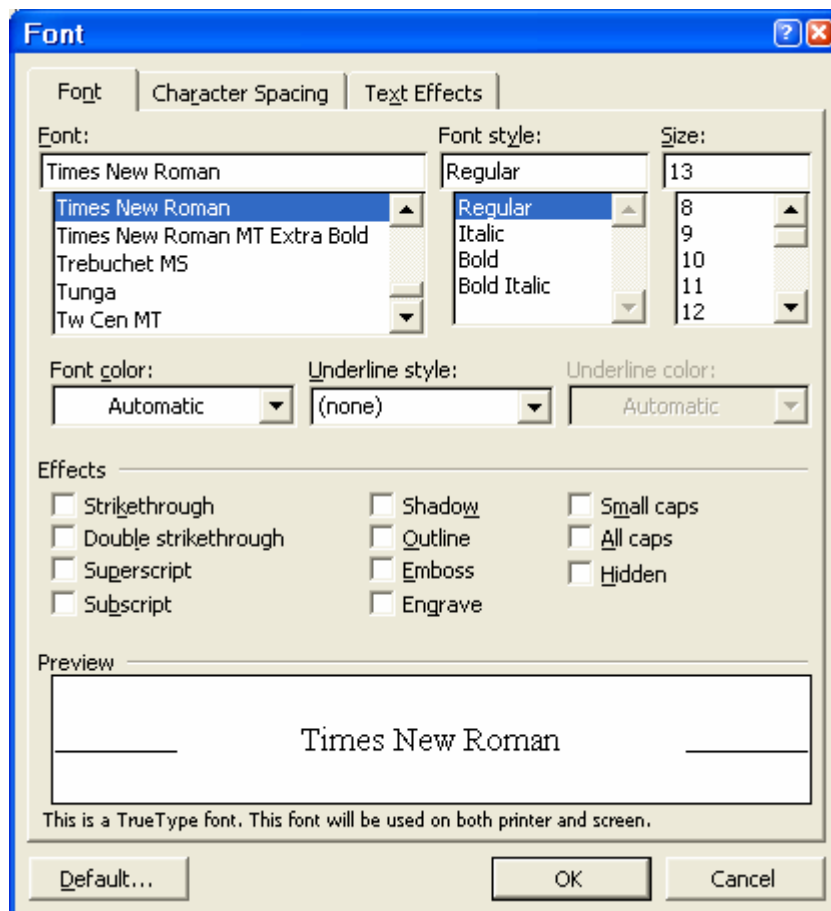 Font
Font Character Spacing Text Effects
Font: Font style: Size:
Times New Roman Regular 13
Times New Roman Regular 8
Times New Roman MT Extra Bold Italic 9
Trebuchet MS Bold 10
Tunga Bold Italic 11
Tw Cen MT 12
Font color: Underline style: Underline color:
Automatic (none) Automatic
Effects
Strikethrough Shadow Small caps
Double strikethrough Outline All caps
Superscript Emboss Hidden
Subscript Engrave
Preview
Times New Roman
This is a TrueType font. This font will be used on both printer and screen.
Default... OK Cancel